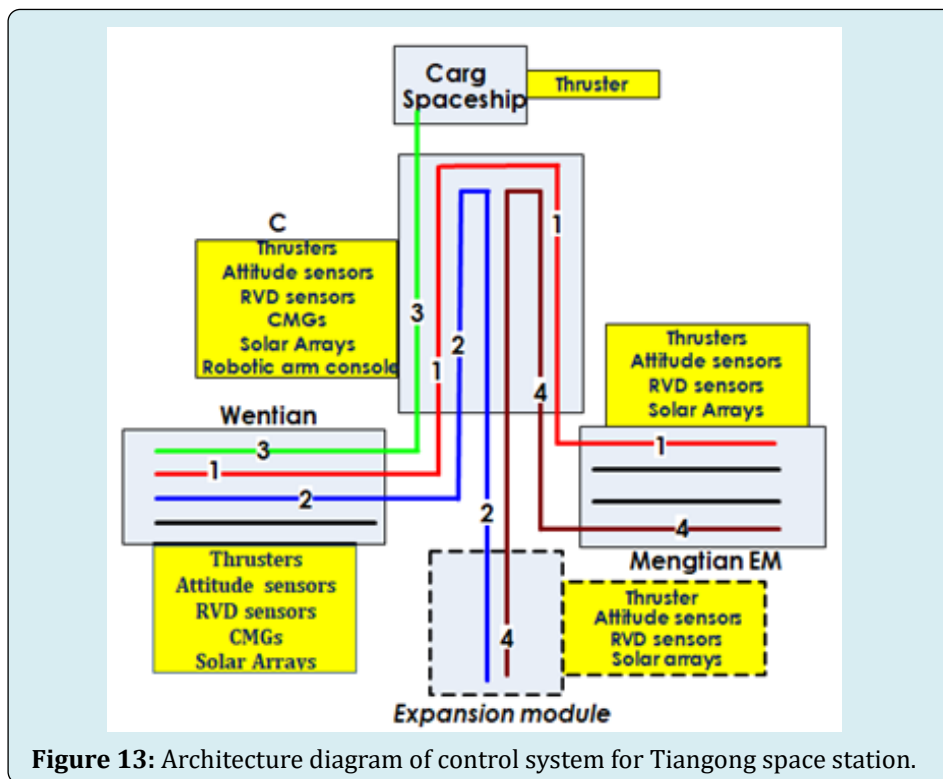 Carg
Spaceship
Thruster
C
Thrusters
Attitude sensors
RVD sensors
CMGs
Solar Arrays
Robotic arm console
1
1
3
2
1
4
Thrusters
Attitude sensors
RVD sensors
Solar Arrays
Wentian
3
1
2
1
4
Mengtian EM
Thrusters
Attitude sensors
RVD sensors
CMGs
Solar Arrays
2
4
Thruster
Attitude sensors
RVD sensors
Solar arrays
Expansion module
Figure 13: Architecture diagram of control system for Tiangong space station.